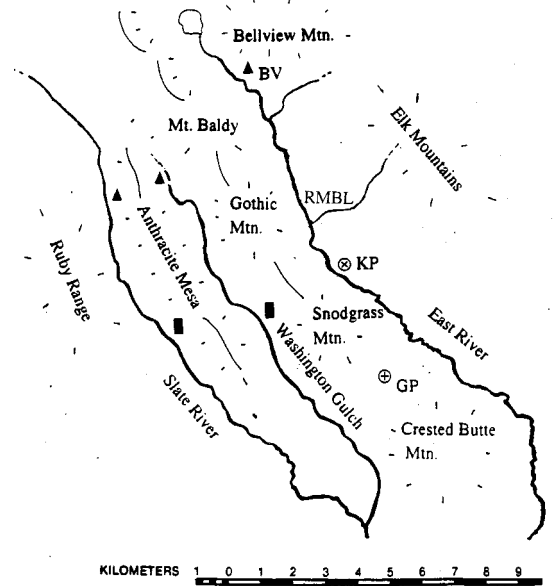 Bellview Mtn.
BV
Mt. Baldy
Elk Mountains
RMBL
Gothic
Mtn.
Anthracite Mesa
Ruby Range
KP
Snodgrass
Mtn.
East River
Washington Gulch
GP
Slate River
Crested Butte
Mtn.
KILOMETERS 1 0 1 2 3 4 5 6 7 8 9